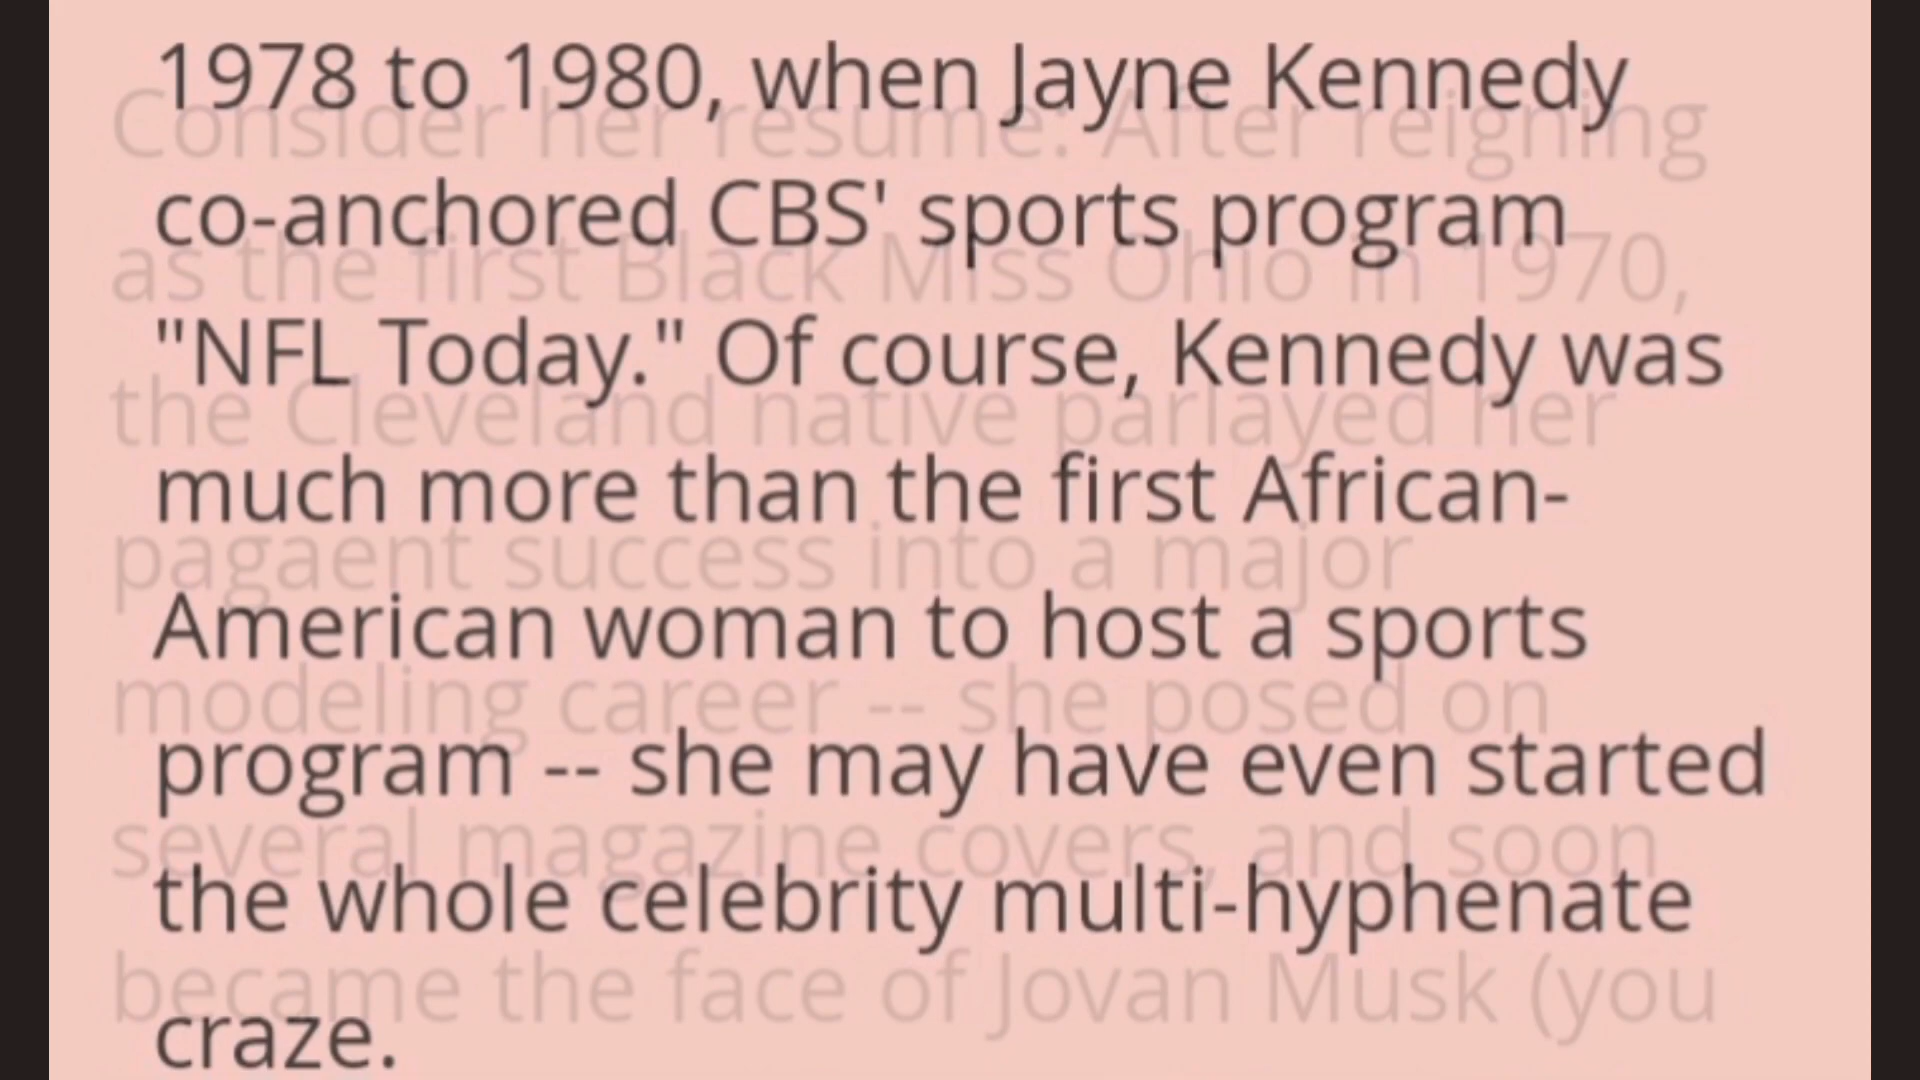 1978 to 1980, when Jayne Kennedy
co-anchored CBS' sports program
"NFL Today." Of course, Kennedy was
much more than the first African-
American woman to host a sports
program -- she may have even started
the whole celebrity multi-hyphenate
craze.
Consider her resume: After reigning
as the first Black Miss Ohio in 1970,
the Cleveland native parlayed her
pagaent success into a major
modeling career -- she posed on
several magazine covers, and soon
became the face of Jovan Musk (you